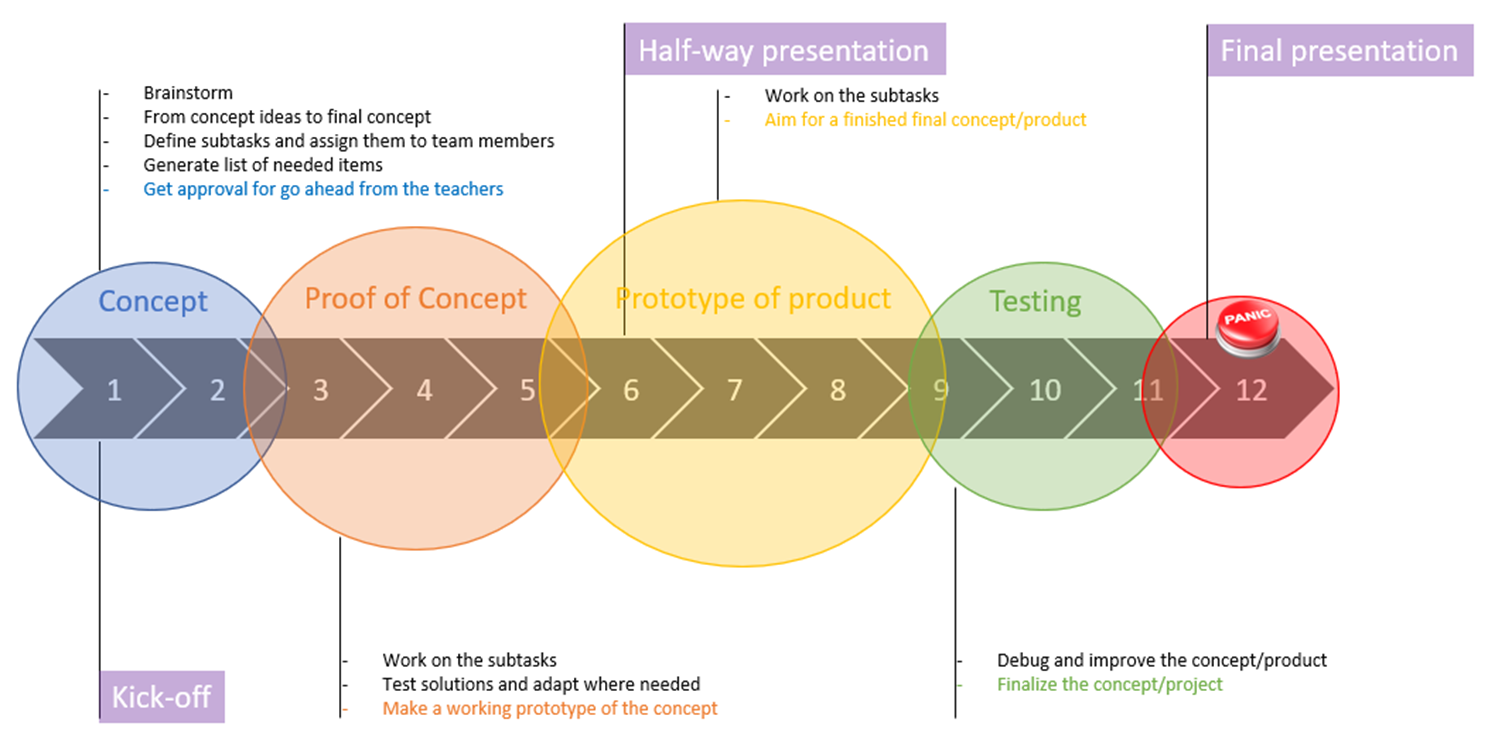 Half-way presentation
Final presentation
- Brainstorm
- From concept ideas to final concept
- Define subtasks and assign them to team members
- Generate list of needed items
- Get approval for go ahead from the teachers
- Work on the subtasks
- Aim for a finished final concept/product
Concept
Proof of Concept
Prototype of product
Testing
PANIC
1 2 3 4 5 6 7 8 9 10 11 12
Kick-off
- Work on the subtasks
- Test solutions and adapt where needed
- Make a working prototype of the concept
- Debug and improve the concept/product
- Finalize the concept/project